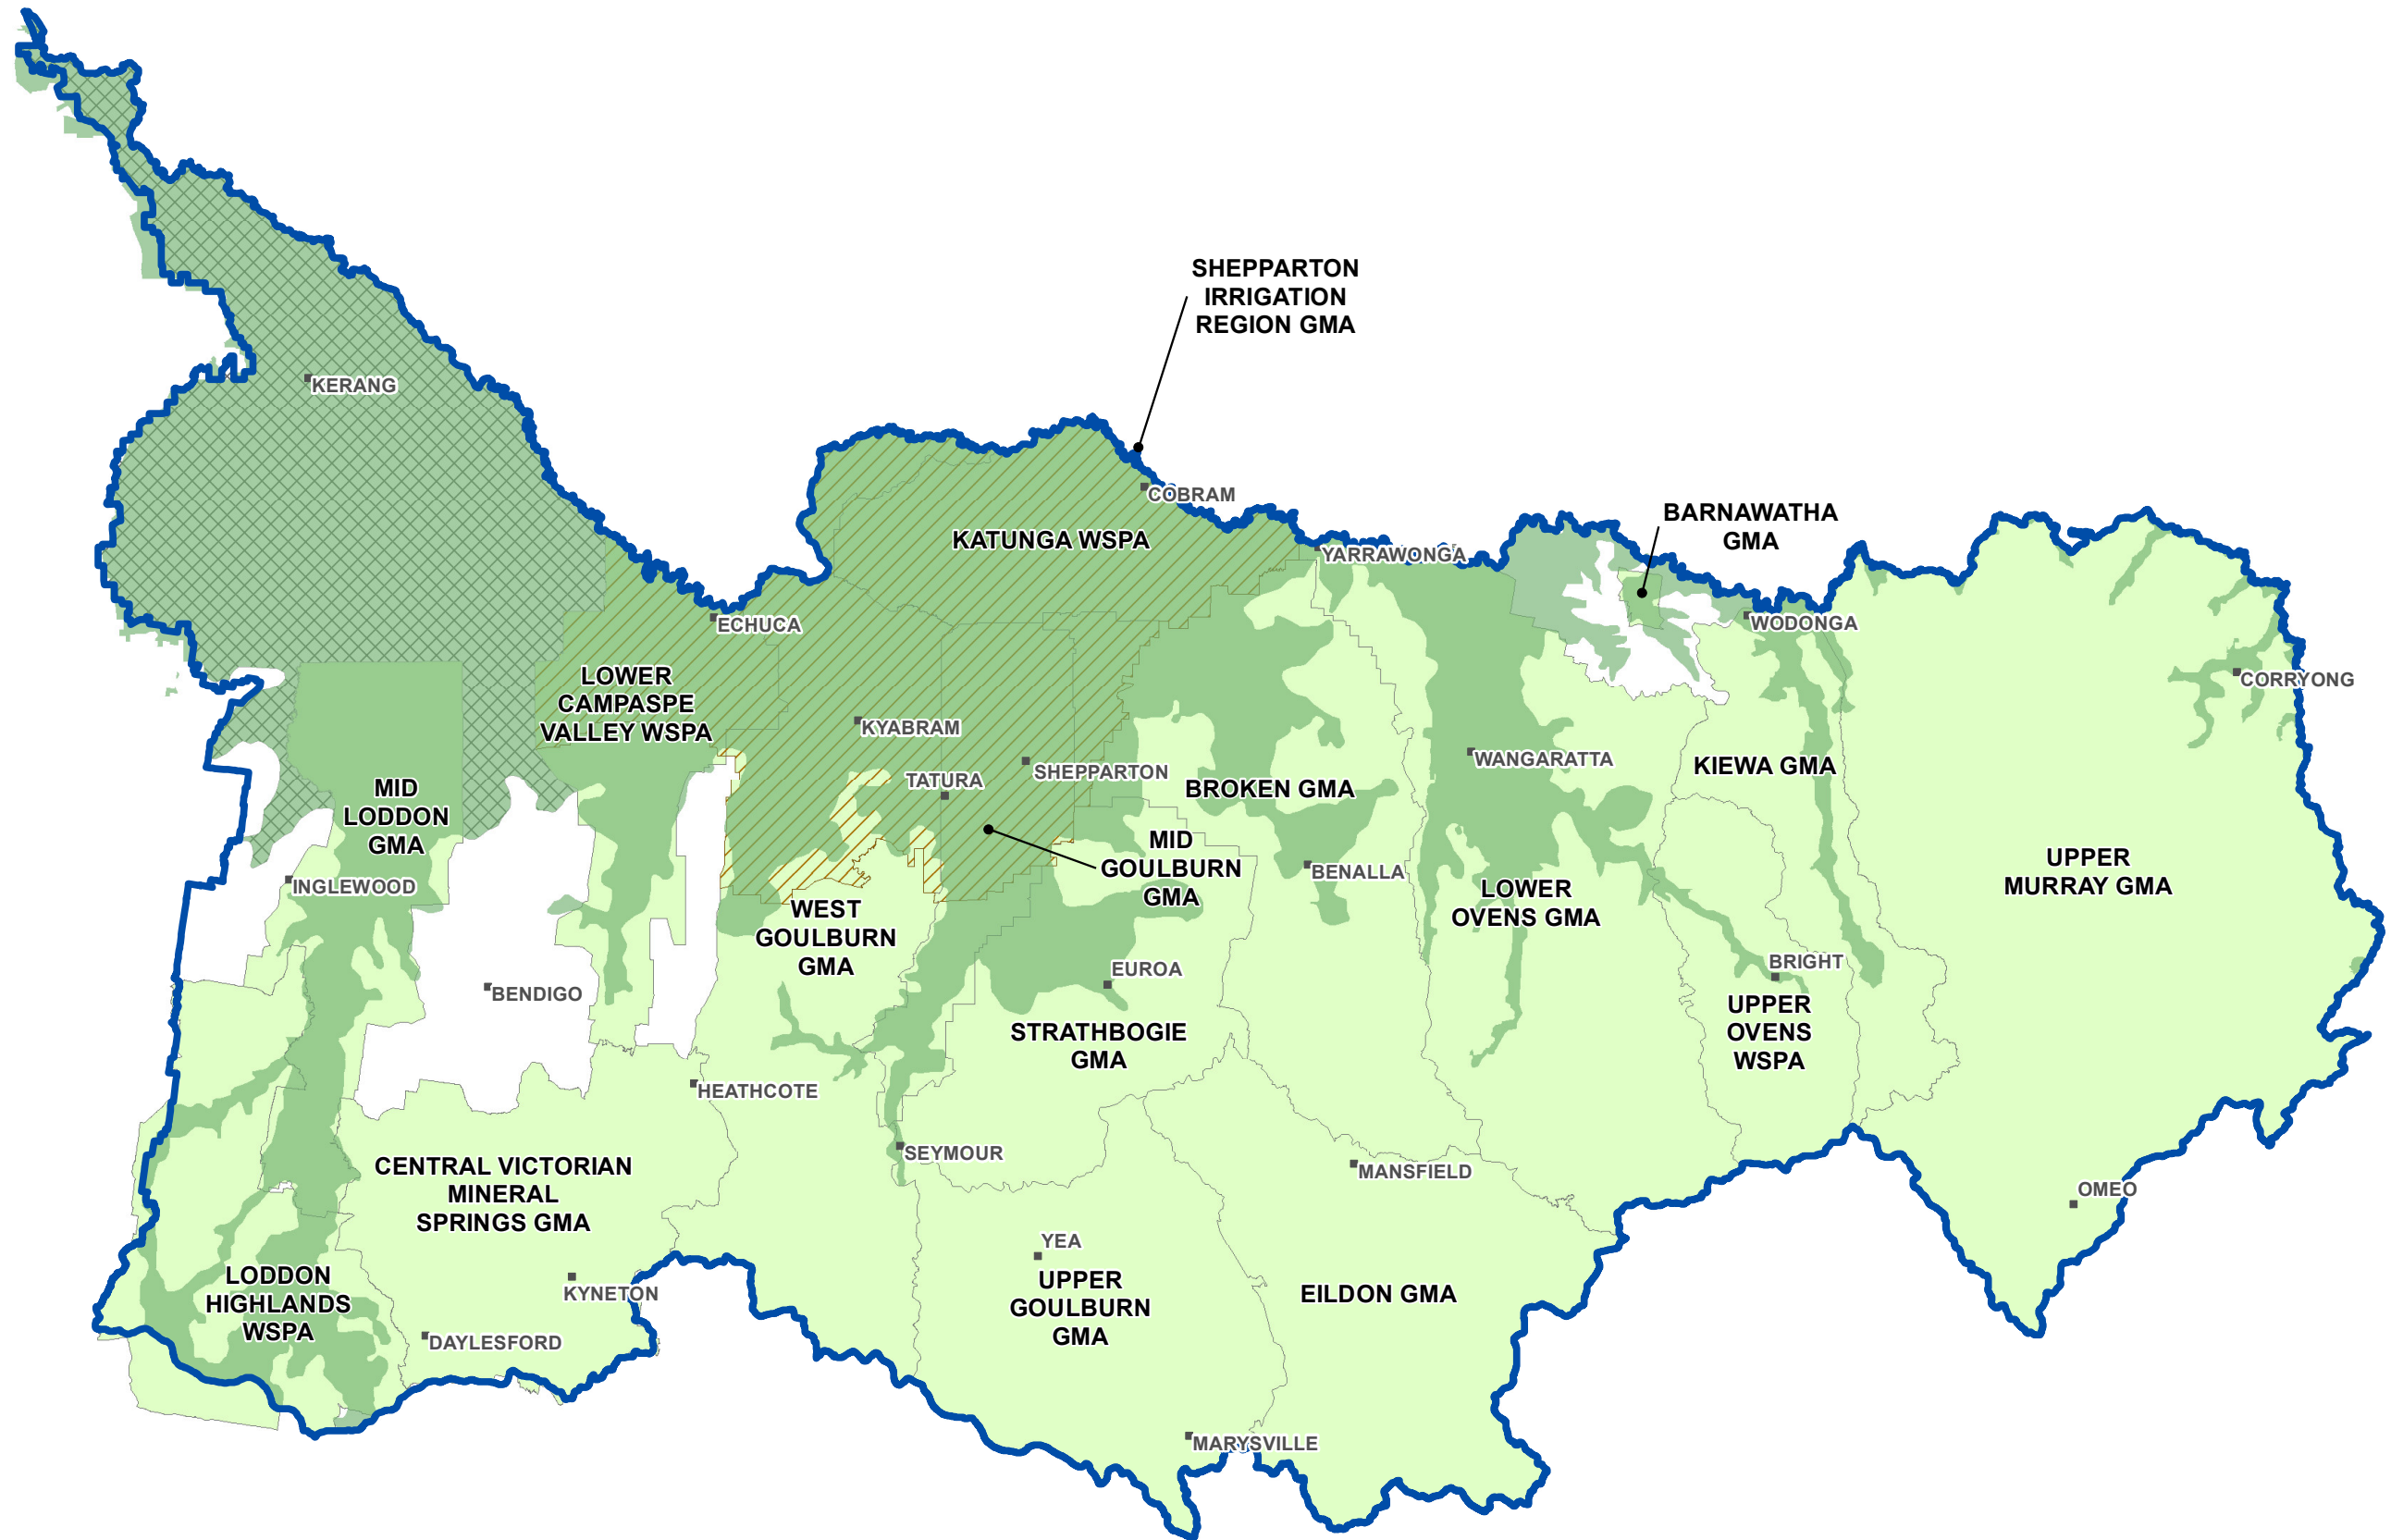 SHEPPARTON
IRRIGATION
REGION GMA
KERANG
COBRAM
KATUNGA WSPA
BARNAWATHA
GMA
YARRAWONGA
ECHUCA
WODONGA
LOWER
CAMPASPE
VALLEY WSPA
CORRYONG
KYABRAM
SHEPPARTON
TATURA
WANGARATTA
KIEWA GMA
MID
LODDON
GMA
BROKEN GMA
MID
GOULBURN
GMA
BENALLA
UPPER
MURRAY GMA
INGLEWOOD
LOWER
OVENS GMA
WEST
GOULBURN
GMA
EUROA
BRIGHT
BENDIGO
UPPER
OVENS
WSPA
STRATHBOGIE
GMA
HEATHCOTE
SEYMOUR
CENTRAL VICTORIAN
MINERAL
SPRINGS GMA
MANSFIELD
OMEO
YEA
UPPER
GOULBURN
GMA
LODDON
HIGHLANDS
WSPA
KYNETON
EILDON GMA
DAYLESFORD
MARYSVILLE